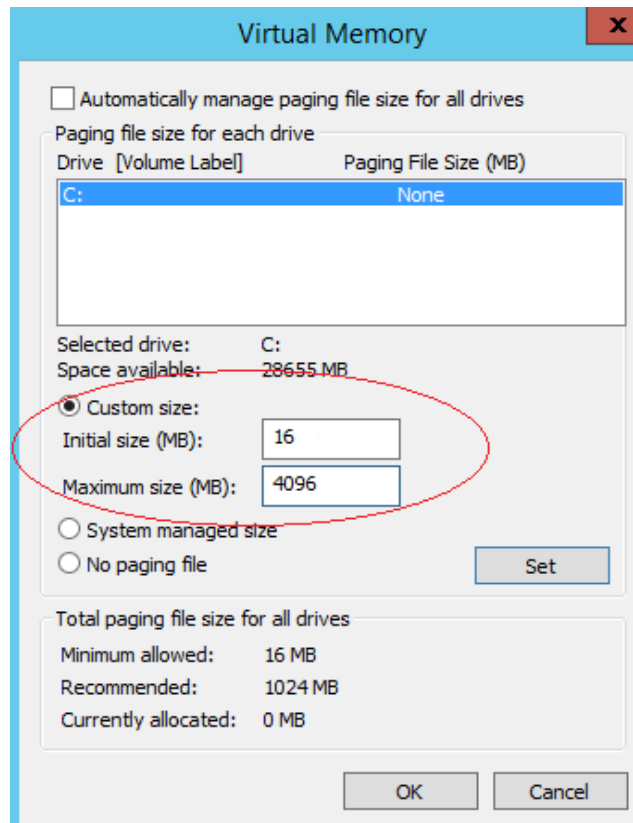 Virtual Memory
x
Automatically manage paging file size for all drives
Paging file size for each drive
Drive [Volume Label] Paging File Size (MB)
C: None
Selected drive: C:
Space available: 28655 MB
Custom size:
Initial size (MB): 16
Maximum size (MB): 4096
System managed size
No paging file
Set
Total paging file size for all drives
Minimum allowed: 16 MB
Recommended: 1024 MB
Currently allocated: 0 MB
OK Cancel